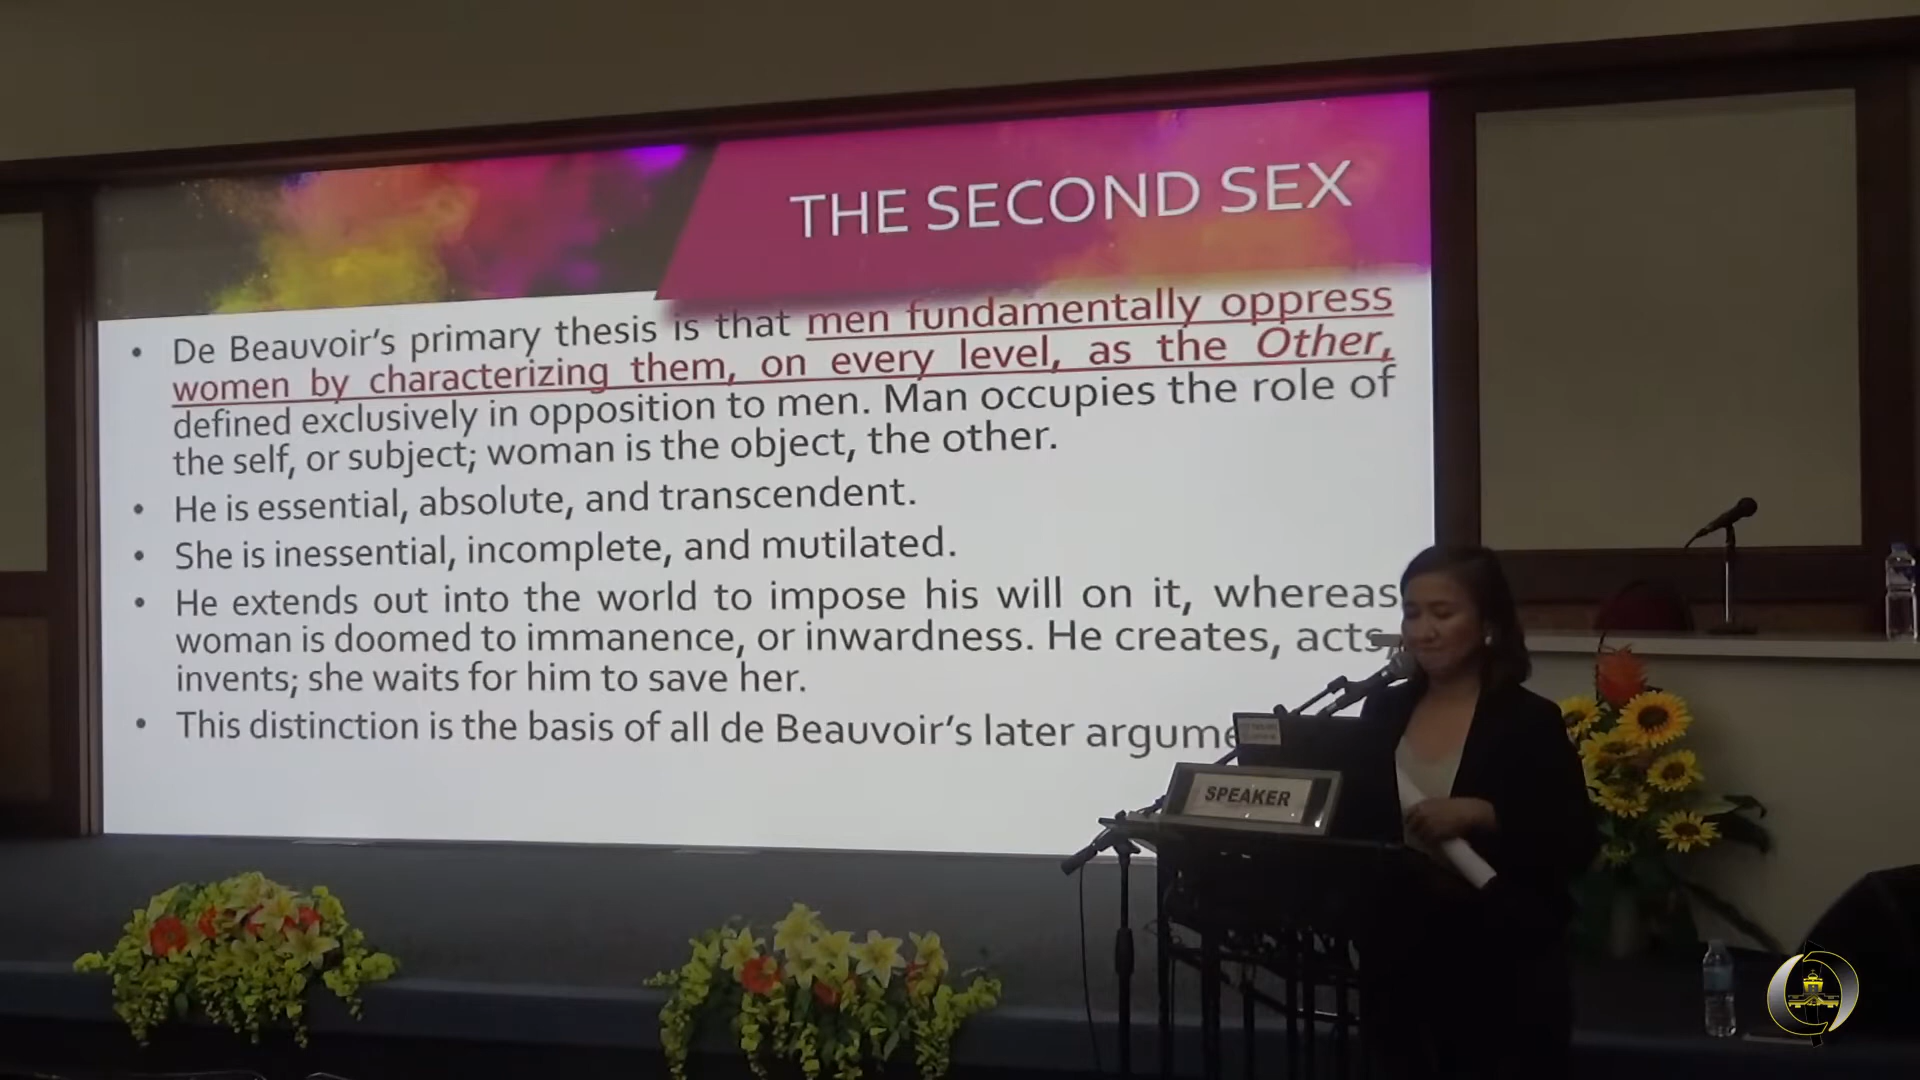 THE SECOND SEX
• De Beauvoir's primary thesis is that men fundamentally oppress
women by characterizing them, on every level, as the Other,
defined exclusively in opposition to men. Man occupies the role of
the self, or subject; woman is the object, the other.
• He is essential, absolute, and transcendent.
• She is inessential, incomplete, and mutilated.
• He extends out into the world to impose his will on it, whereas
woman is doomed to immanence, or inwardness. He creates, acts,
invents; she waits for him to save her.
• This distinction is the basis of all de Beauvoir's later argume
SPEAKER